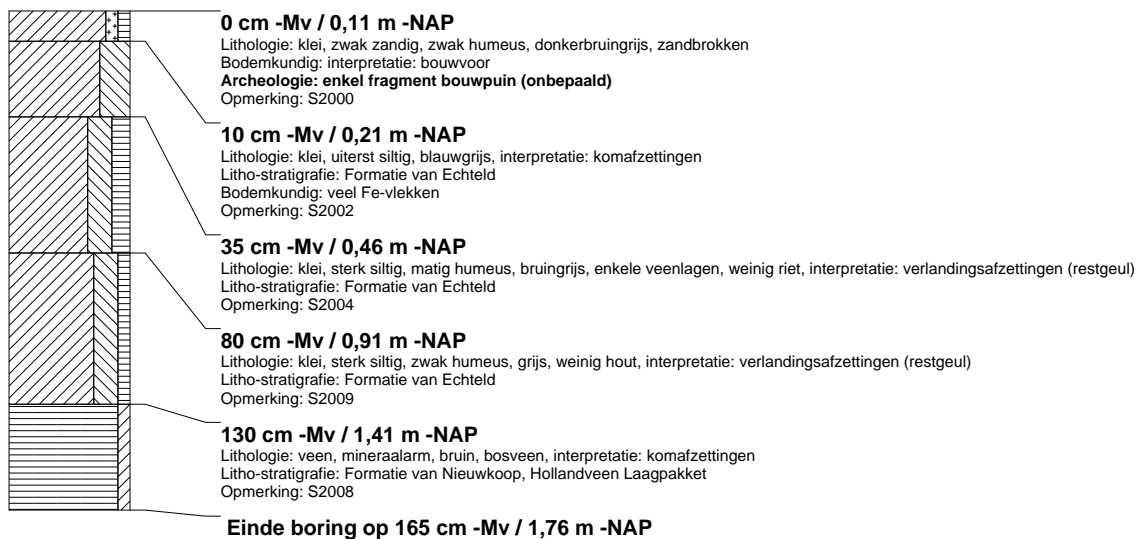 0 cm -Mv / 0,11 m -NAP
Lithologie: klei, zwak zandig, zwak humeus, donkerbruingrijs, zandbrokken
Bodemkundig: interpretatie: bouwvoor
Archeologie: enkel fragment bouwpuin (onbepaald)
Opmerking: S2000
10 cm -Mv / 0,21 m -NAP
Lithologie: klei, uiterst siltig, blauwgrijs, interpretatie: komafzettingen
Litho-stratigrafie: Formatie van Echteld
Bodemkundig: veel Fe-vlekken
Opmerking: S2002
35 cm -Mv / 0,46 m -NAP
Lithologie: klei, sterk siltig, matig humeus, bruingrijs, enkele veenlagen, weinig riet, interpretatie: verlandingsafzettingen (restgeul)
Litho-stratigrafie: Formatie van Echteld
Opmerking: S2004
80 cm -Mv / 0,91 m -NAP
Lithologie: klei, sterk siltig, zwak humeus, grijs, weinig hout, interpretatie: verlandingsafzettingen (restgeul)
Litho-stratigrafie: Formatie van Echteld
Opmerking: S2009
130 cm -Mv / 1,41 m -NAP
Lithologie: veen, mineraalarm, bruin, bosveen, interpretatie: komafzettingen
Litho-stratigrafie: Formatie van Nieuwkoop, Hollandveen Laagpakket
Opmerking: S2008
Einde boring op 165 cm -Mv / 1,76 m -NAP